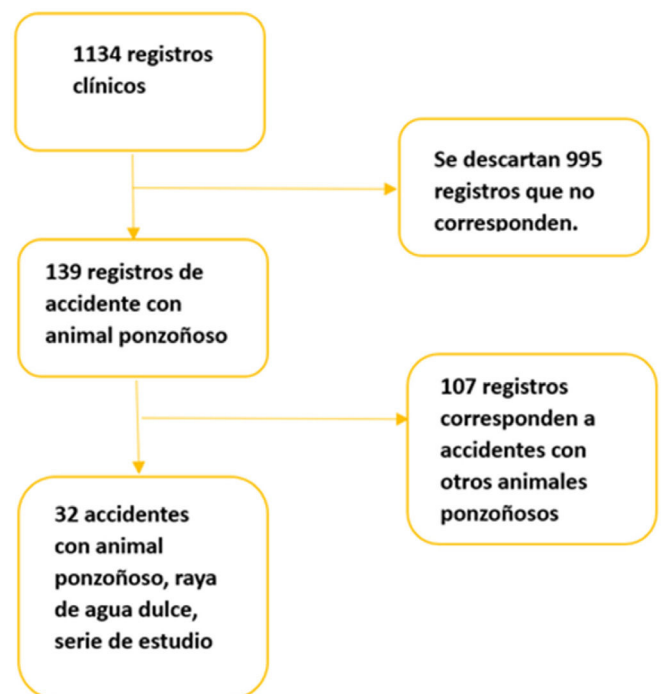 1134 registros
clínicos
Se descartan 995
registros que no
corresponden.
139 registros de
accidente con
animal ponzoñoso
107 registros
corresponden a
accidentes con
otros animales
ponzoñosos
32 accidentes
con animal
ponzoñoso, raya
de agua dulce,
serie de estudio